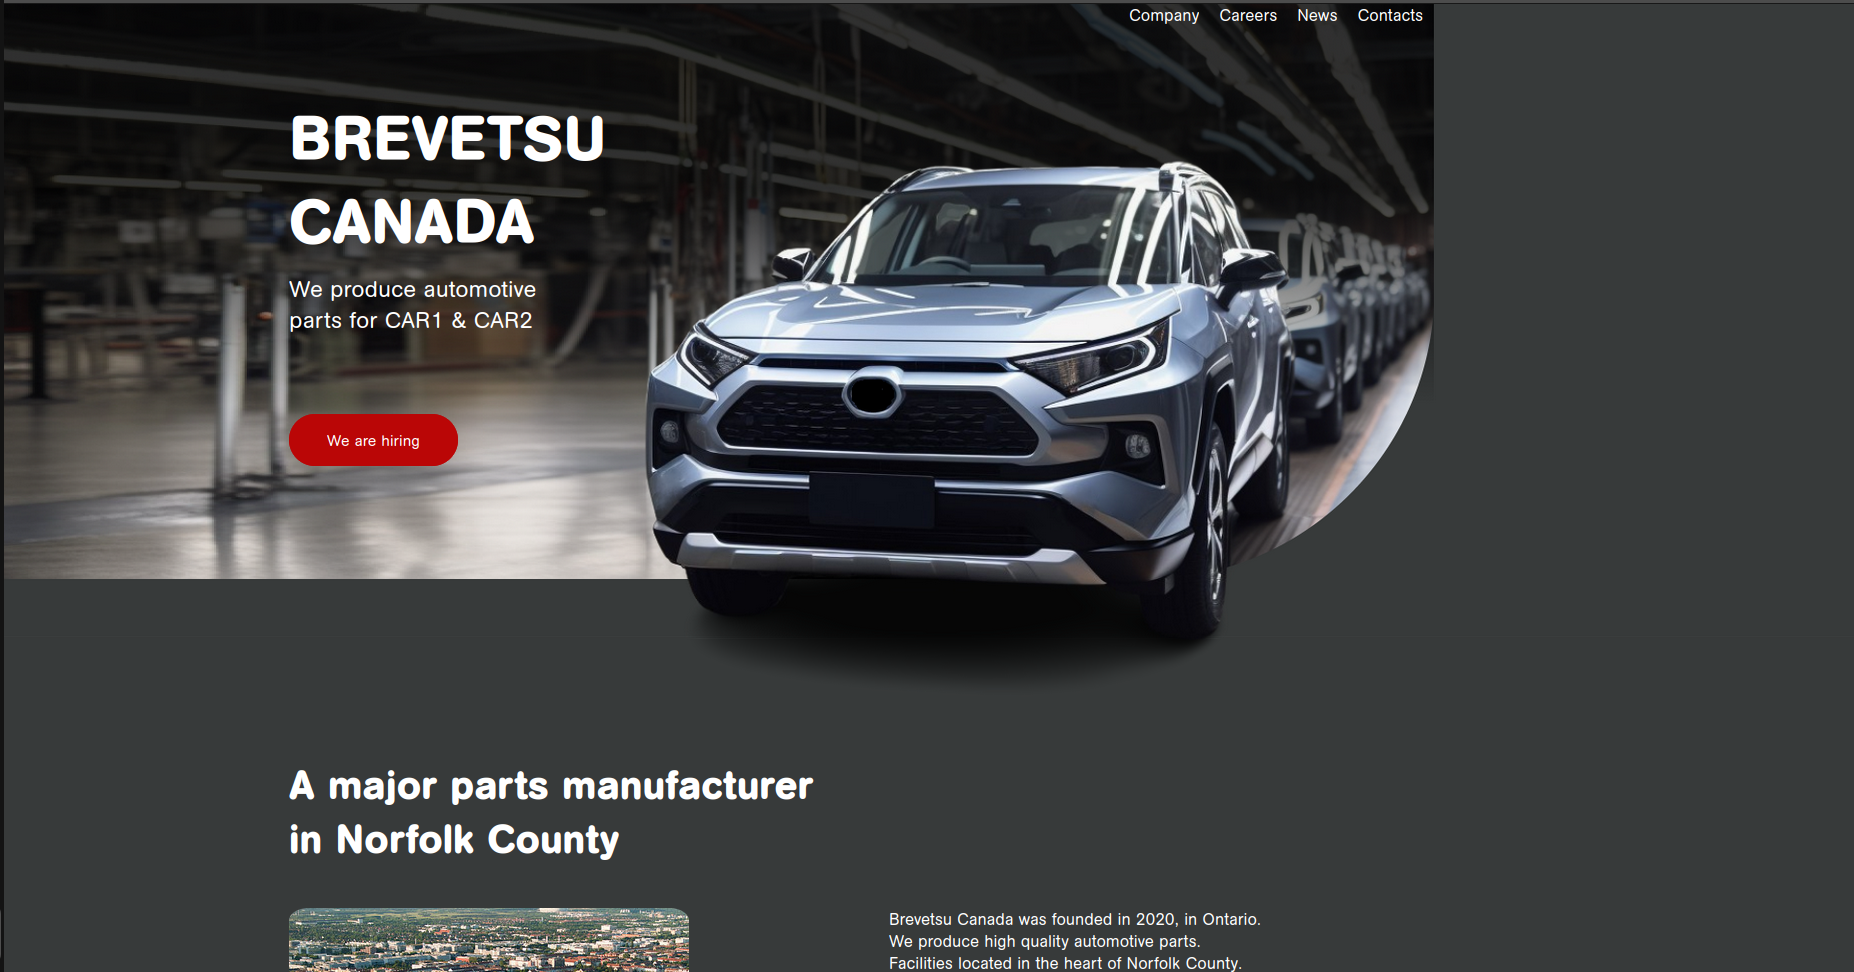 Company Careers News Contacts
BREVETSU
CANADA
We produce automotive
parts for CAR1 & CAR2
We are hiring
A major parts manufacturer
in Norfolk County
Brevetsu Canada was founded in 2020, in Ontario.
We produce high quality automotive parts.
Facilities located in the heart of Norfolk County.